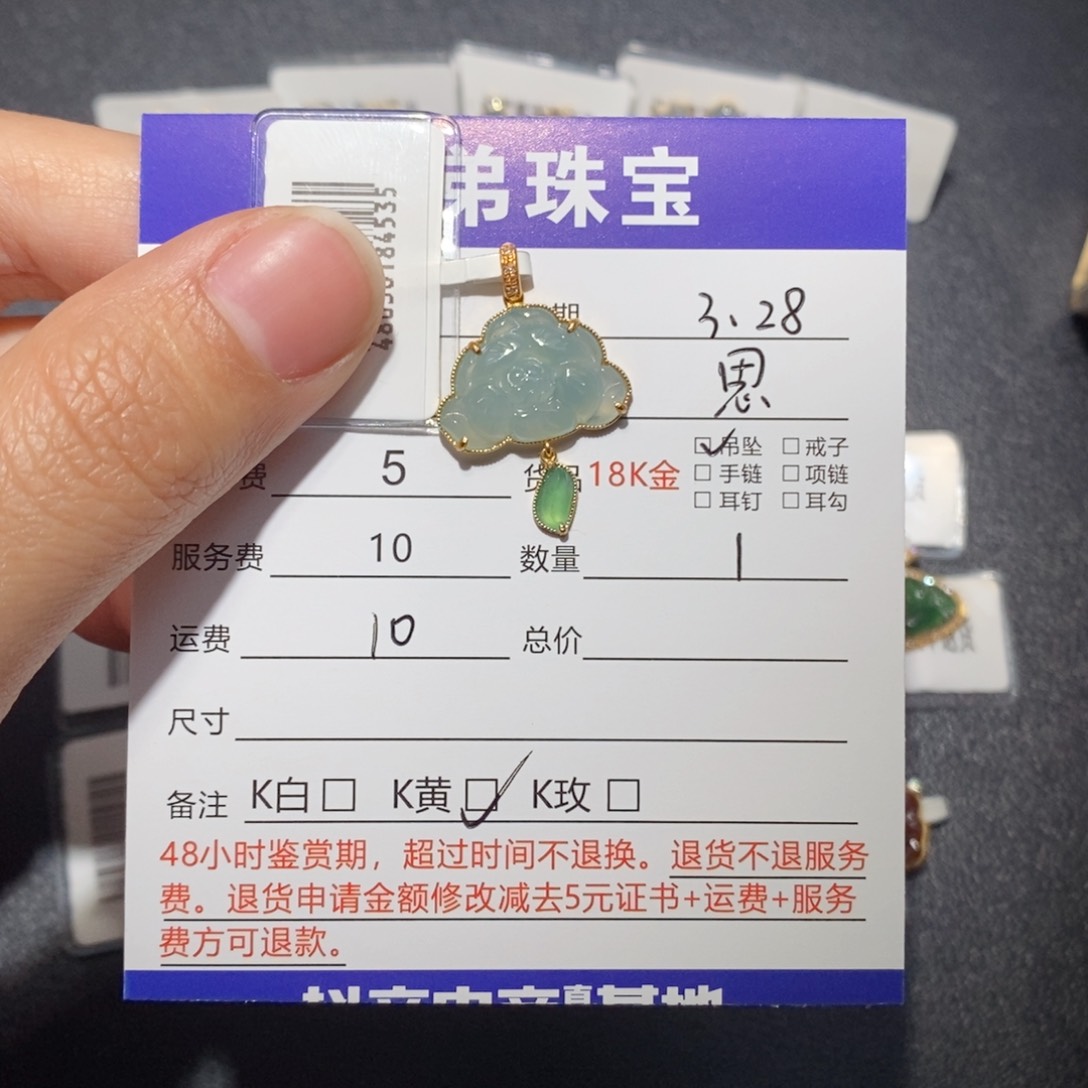 弟珠宝
48050184535
期 3、28
思
费 5 货品 18K金 吊坠 戒子
手链 项链
耳钉 耳勾
服务费 10 数量 1
运费 10 总价
尺寸
备注 K白 K黄 K玫
48小时鉴赏期，超过时间不退换。退货不退服务
费。退货申请金额修改减去5元证书+运费+服务
费方可退款。